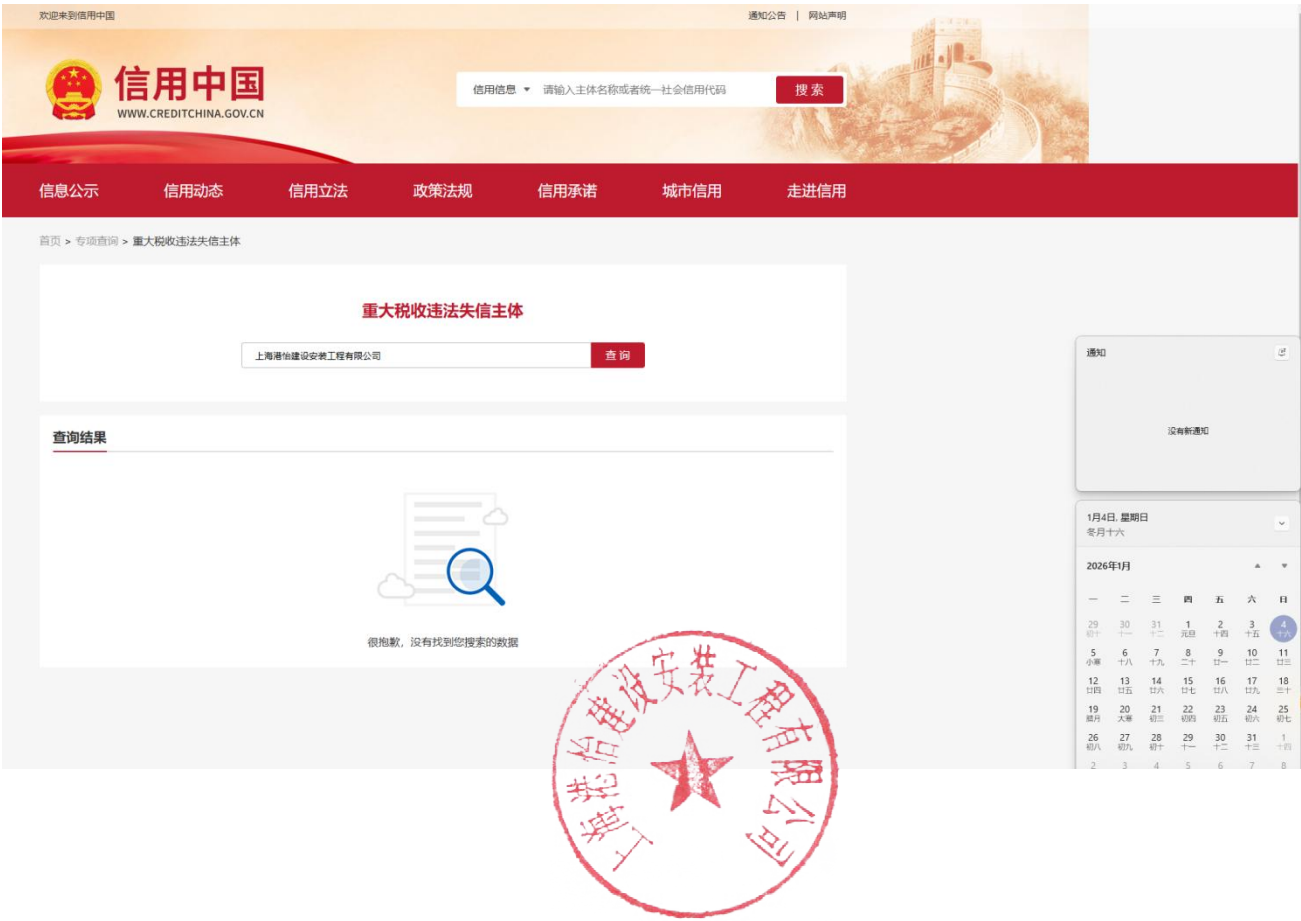 欢迎来到信用中国
通知公告 | 网站声明
信用中国
WWW.CREDITCHINA.GOV.CN
信用信息 请输入主体名称或者统一社会信用代码 搜索
信息公示 信用动态 信用立法 政策法规 信用承诺 城市信用 走进信用
首页 > 专项查询 > 重大税收违法失信主体
重大税收违法失信主体
上海港怡建设安装工程有限公司 查询
查询结果
很抱歉，没有找到您搜索的数据
通知
没有新通知
1月4日, 星期日
冬月十六
2026年1月
一 二 三 四 五 六 日
29 30 31 1 2 3 4
初十 十一 十二 元旦 十四 十五 十六
5 6 7 8 9 10 11
小寒 十八 十九 二十 廿一 廿二 廿三
12 13 14 15 16 17 18
廿四 廿五 廿六 廿七 廿八 廿九 三十
19 20 21 22 23 24 25
腊月 大寒 初三 初四 初五 初六 初七
26 27 28 29 30 31 1
初八 初九 初十 十一 十二 十三 十四
2 3 4 5 6 7 8
上海港怡建设安装工程有限公司